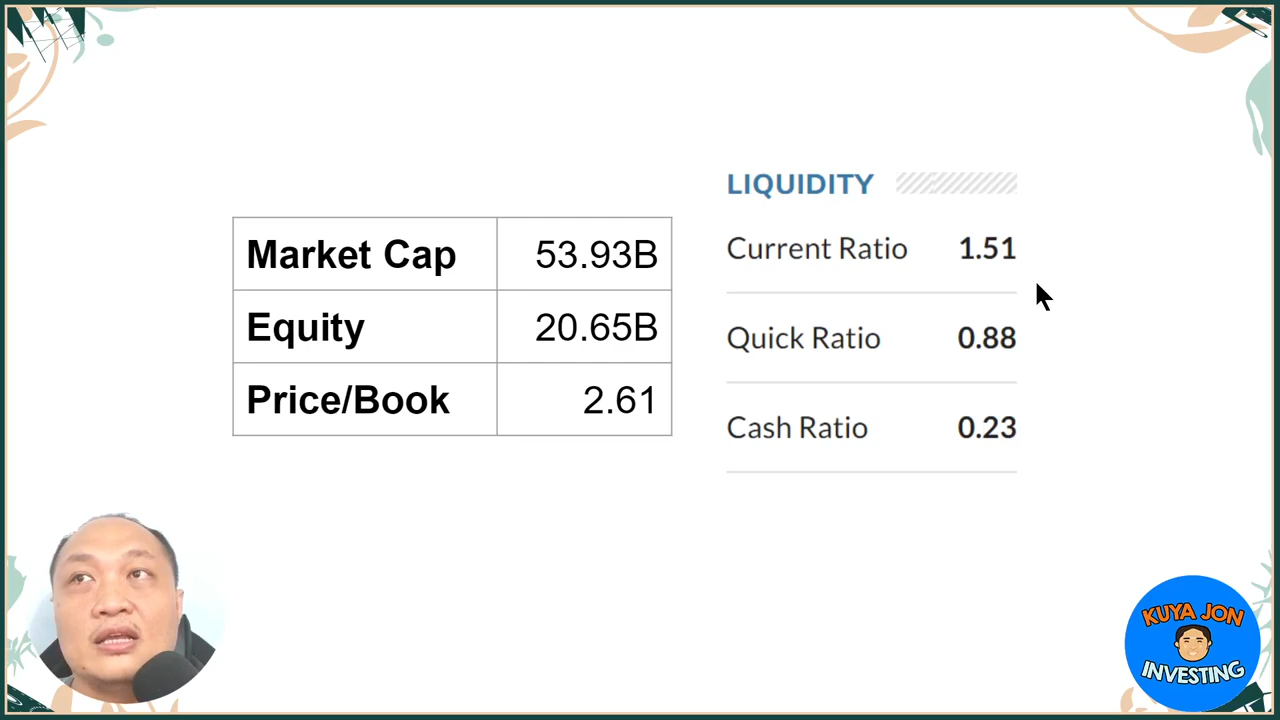 Market Cap 53.93B
Equity 20.65B
Price/Book 2.61
LIQUIDITY
Current Ratio 1.51
Quick Ratio 0.88
Cash Ratio 0.23
KUYA JON
INVESTING